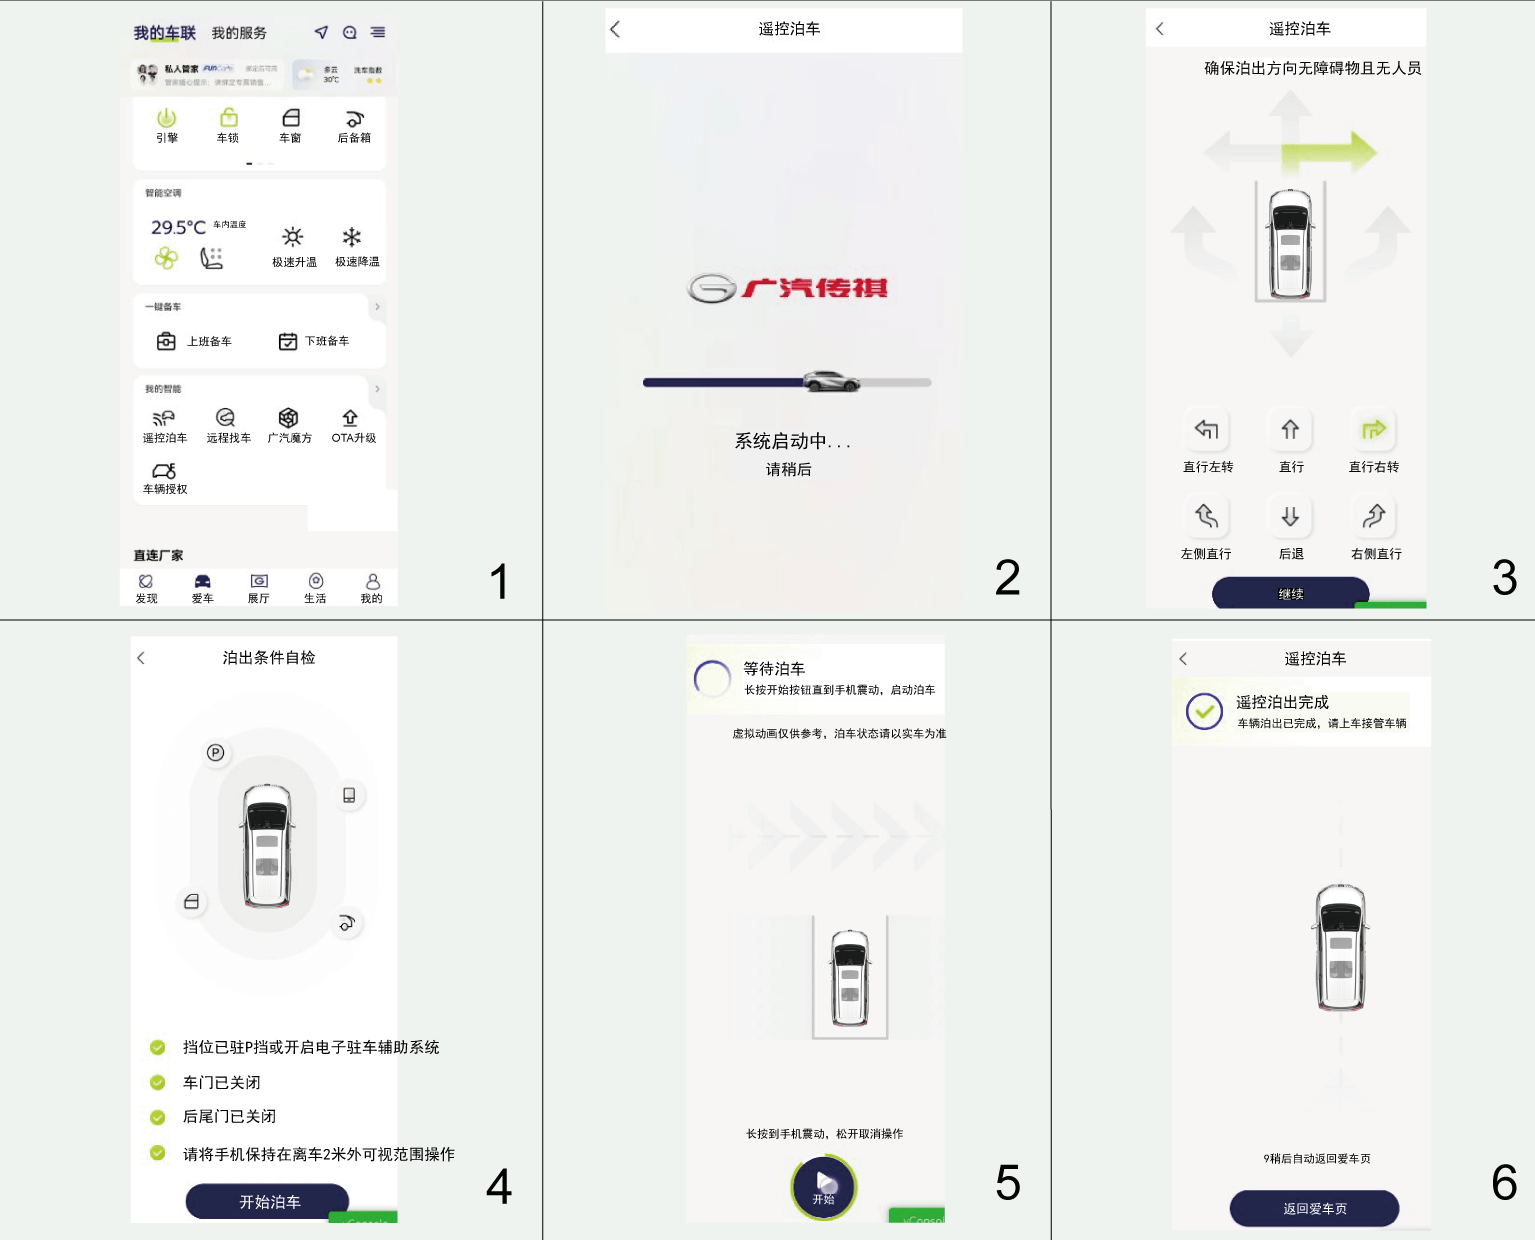 我的车联 我的服务
私人管家 FUNCare
多云 洗车指数
30℃
引擎 车锁 车窗 后备箱
智能空调
29.5°C 车内温度
极速升温 极速降温
一键备车
上班备车 下班备车
我的智能
遥控泊车 远程找车 广汽魔方 OTA升级
车辆授权
直连厂家
发现 爱车 展厅 生活 我的
1
遥控泊车
广汽传祺
系统启动中...
请稍后
2
遥控泊车
确保泊出方向无障碍物且无人员
直行左转 直行 直行右转
左侧直行 后退 右侧直行
继续
3
泊出条件自检
P
挡位已驻P挡或开启电子驻车辅助系统
车门已关闭
后尾门已关闭
请将手机保持在离车2米外可视范围操作
开始泊车
vConsole
4
等待泊车
长按开始按钮直到手机震动，启动泊车
虚拟动画仅供参考，泊车状态请以实车为准
长按到手机震动，松开取消操作
开始
vConsol
5
遥控泊车
遥控泊出完成
车辆泊出已完成，请上车接管车辆
9稍后自动返回爱车页
返回爱车页
6